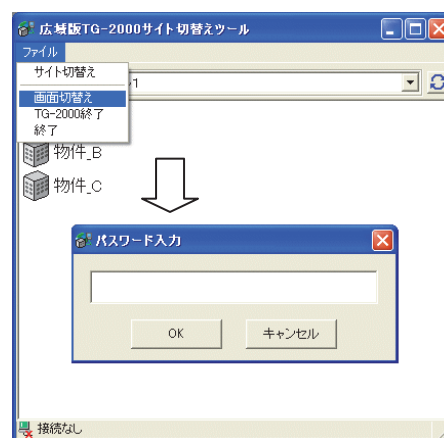 広域版TG-2000サイト切替えツール
ファイル
サイト切替え
画面切替え
TG-2000終了
終了
1
物件_B
物件_C
パスワード入力
OK
キャンセル
接続なし